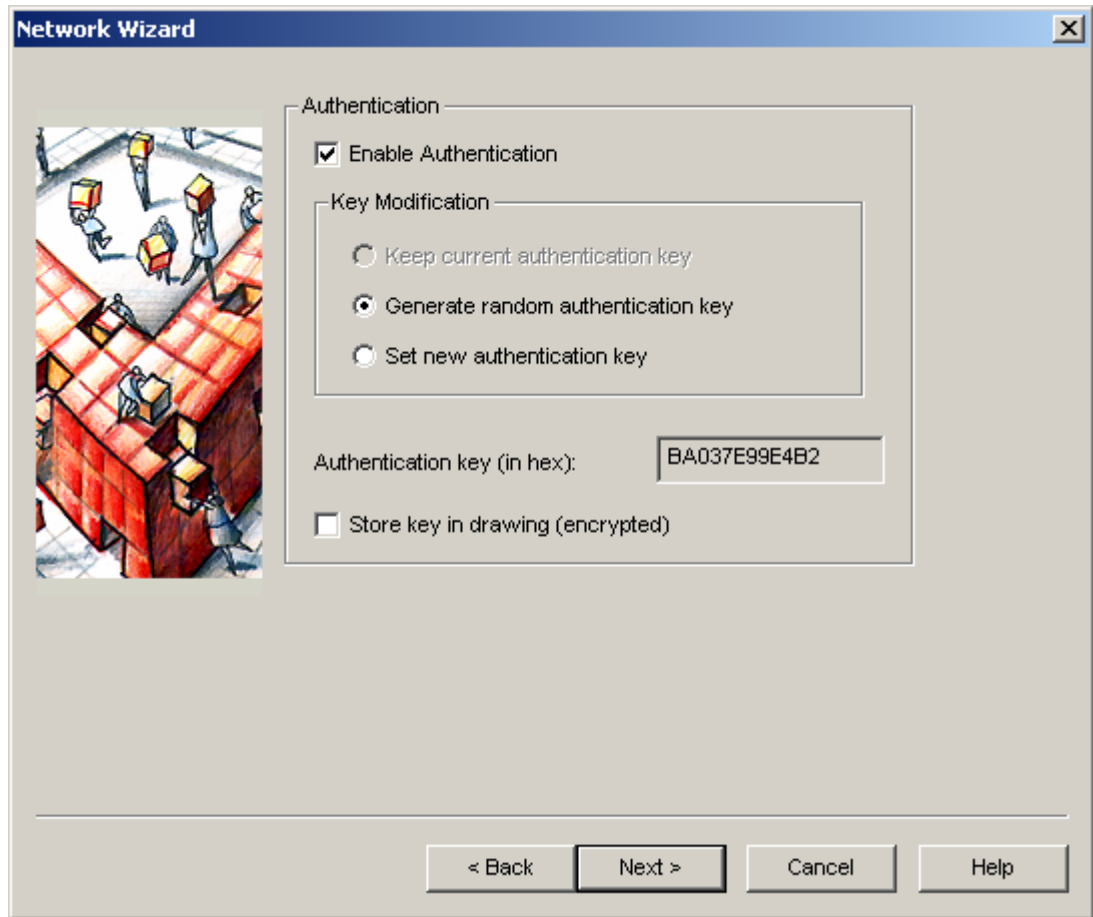 Network Wizard
Authentication
Enable Authentication
Key Modification
Keep current authentication key
Generate random authentication key
Set new authentication key
Authentication key (in hex): BA037E99E4B2
Store key in drawing (encrypted)
< Back Next > Cancel Help